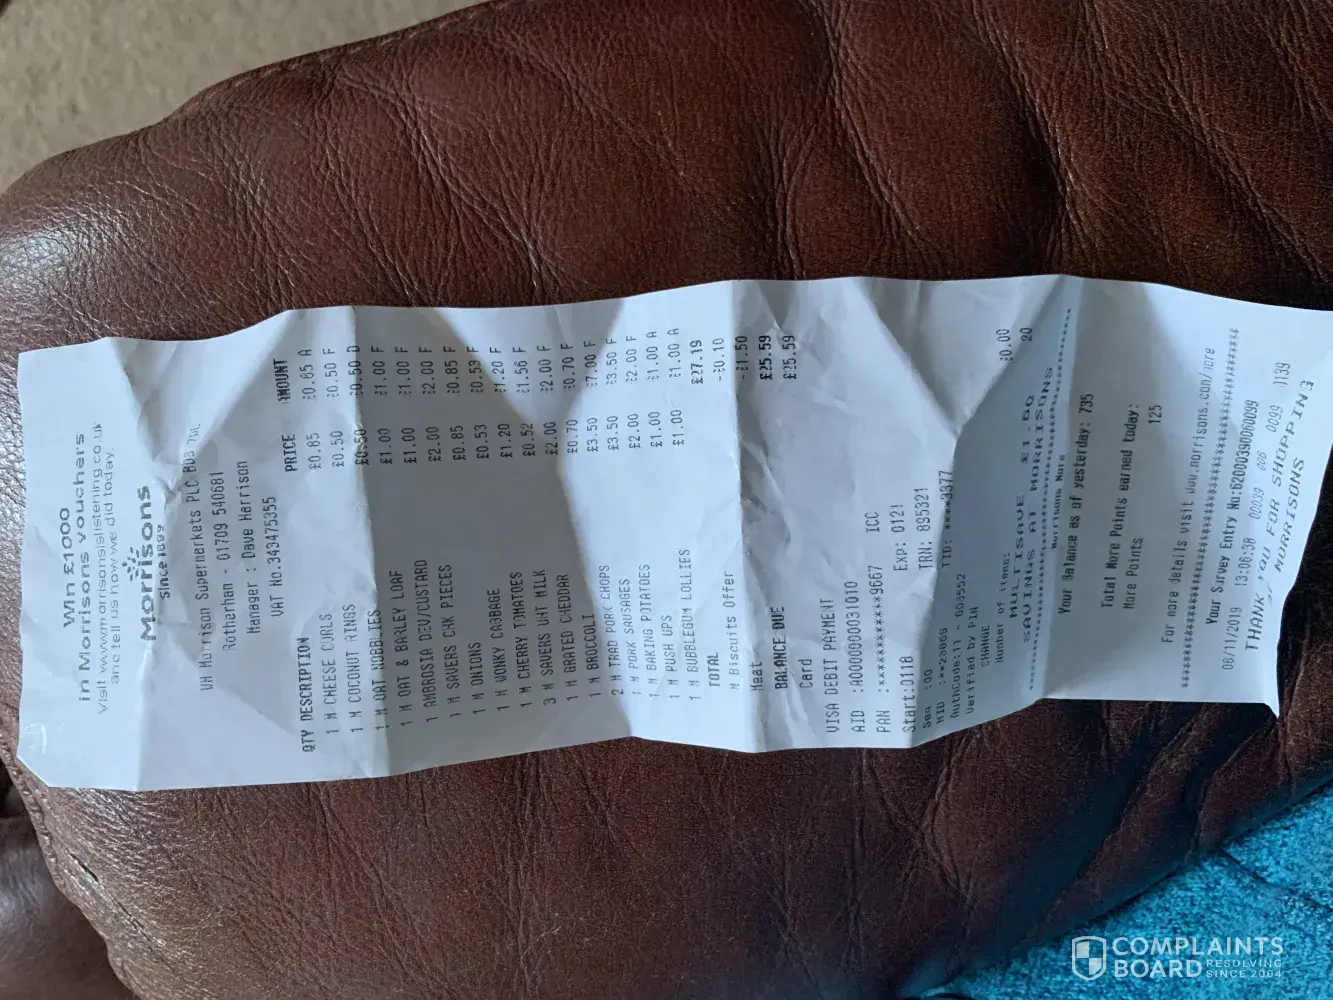 Win £1000
in Morrisons vouchers
visit www.morrisonsislistening.co.uk
and tell us how we did today.
Morrisons
Since 1899
WM Morrison Supermarkets PLC
Rotherham - 01709 540681
Manager : Dave Harrison
VAT No.343475355
QTY DESCRIPTION PRICE AMOUNT
1 M CHEESE CURLS £0.85 £0.85 A
1 M COCONUT RINGS £0.50 £0.50 F
1 M OAT NOBBLIES £0.50 £0.50 D
1 M OAT & BARLEY LOAF £1.00 £1.00 F
1 AMBROSIA DEV/CUSTARD £1.00 £1.00 F
1 M SAVERS CHK PIECES £2.00 £2.00 F
1 M ONIONS £0.85 £0.85 F
1 M WONKY CABBAGE £0.53 £0.53 F
1 M CHERRY TOMATOES £1.20 £1.20 F
3 M SAVERS UHT MILK £0.52 £1.56 F
1 M GRATED CHEDDAR £2.00 £2.00 F
1 M BROCCOLI £0.70 £0.70 F
2 M TRAD PORK CHOPS £3.50 £7.00 F
1 M PORK SAUSAGES £3.50 £3.50 F
1 M BAKING POTATOES £2.00 £2.00 F
1 M PUSH UPS £1.00 £1.00 A
1 M BUBBLEGUM LOLLIES £1.00 £1.00 A
TOTAL £27.19
M Biscuits Offer -£0.10
Meat -£1.50
BALANCE DUE £25.59
Card £25.59
VISA DEBIT PAYMENT
AID :A0000000031010
PAN :************9667 ICC
Start:0118 Exp: 0121
Seq :00 TRN: 895321
MID :**23669 TID: ****3377
AuthCode:11 - 003552
Verified by PIN
CHANGE £0.00
Number of items: 20
MULTISAVE £1.60
SAVINGS AT MORRISONS
Morrisons More
Your Balance as of yesterday: 735
Total More Points earned today:
More Points 125
For more details visit www.morrisons.com/more
Your Survey Entry No:62000390060099
08/11/2019 13:06:38 00039 006 0099 1139
THANK YOU FOR SHOPPING
AT MORRISONS
COMPLAINTS
BOARD RESOLVING
SINCE 2004